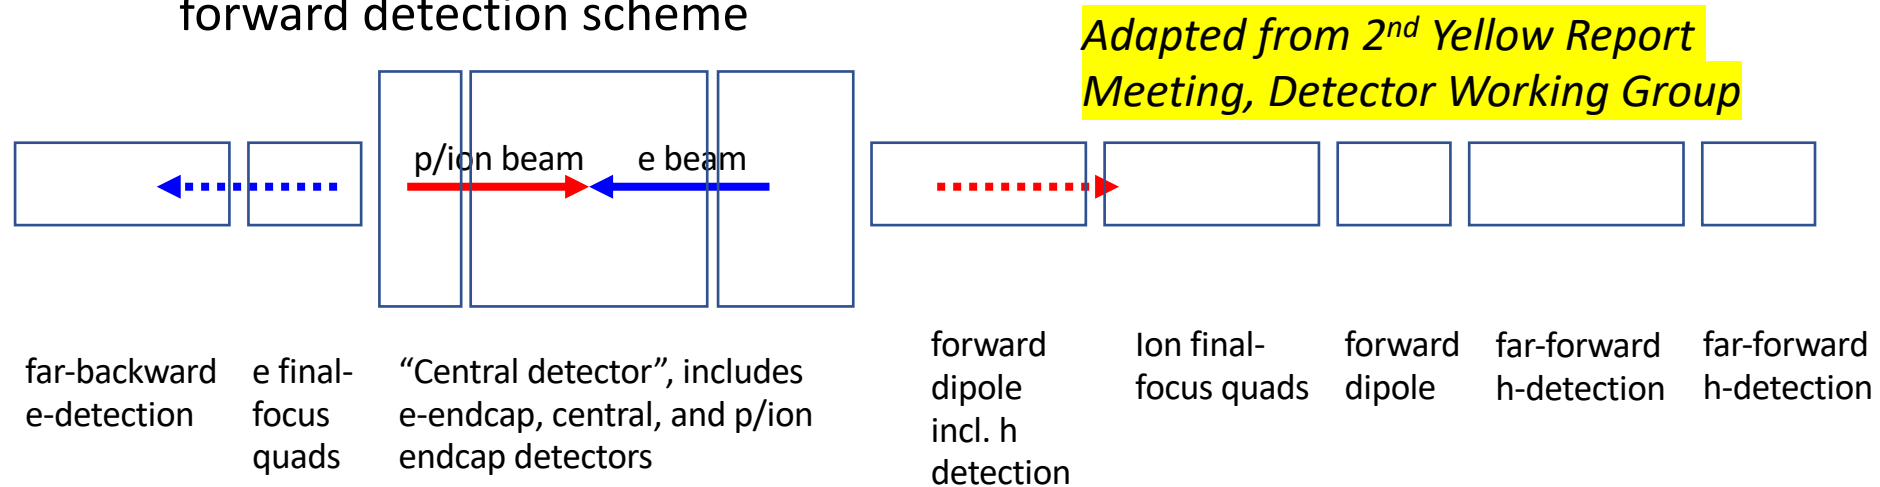 forward detection scheme
Adapted from 2nd Yellow Report
Meeting, Detector Working Group
p/ion beam
e beam
far-backward
e-detection
e final-
focus
quads
“Central detector”, includes
e-endcap, central, and p/ion
endcap detectors
forward
dipole
incl. h
detection
Ion final-
focus quads
forward
dipole
far-forward
h-detection
far-forward
h-detection